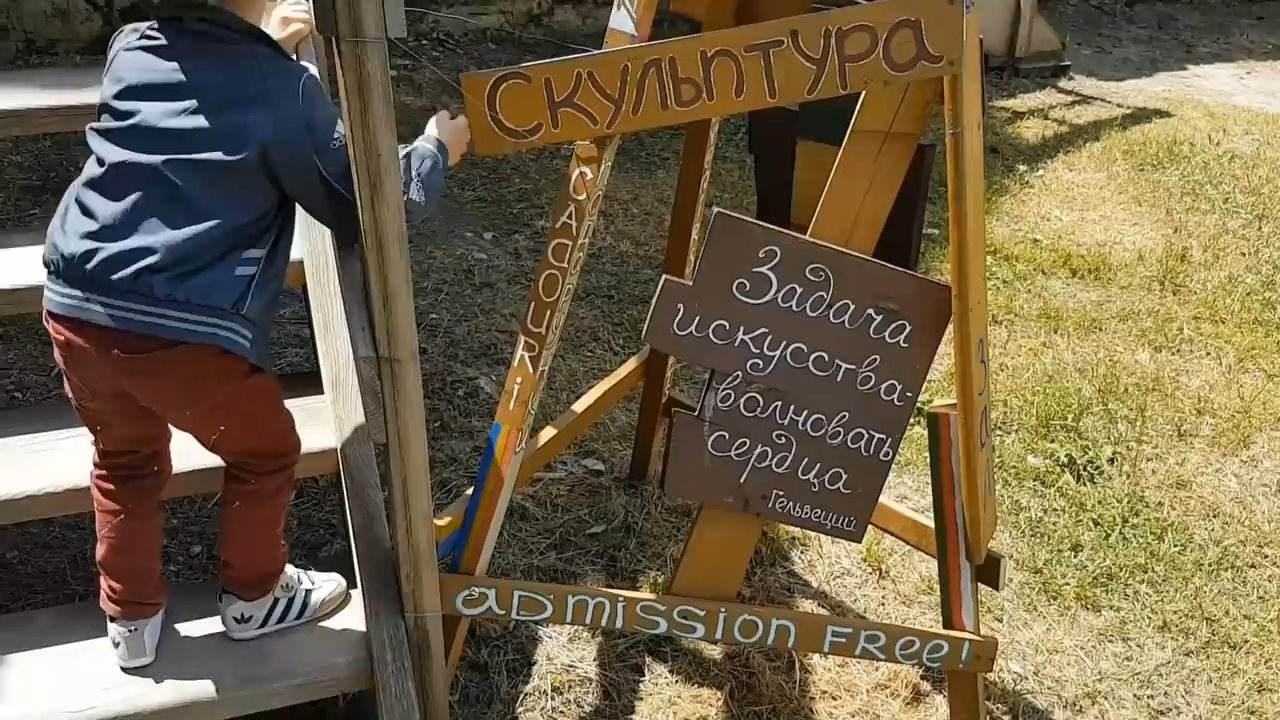 Скульптура
Задача
искусства-
волновать
сердца
Гельвеций
admission free!